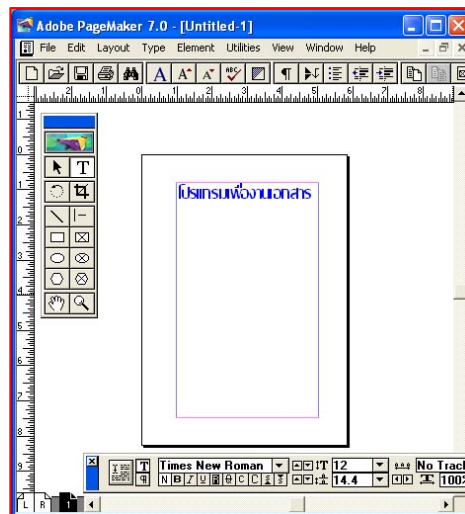 Adobe PageMaker 7.0 - [Untitled-1]
File Edit Layout Type Element Utilities View Window Help
โปรแกรมเพื่องานเอกสาร
Times New Roman 12 No Track
N B I U C C 14.4 100%
L R 1